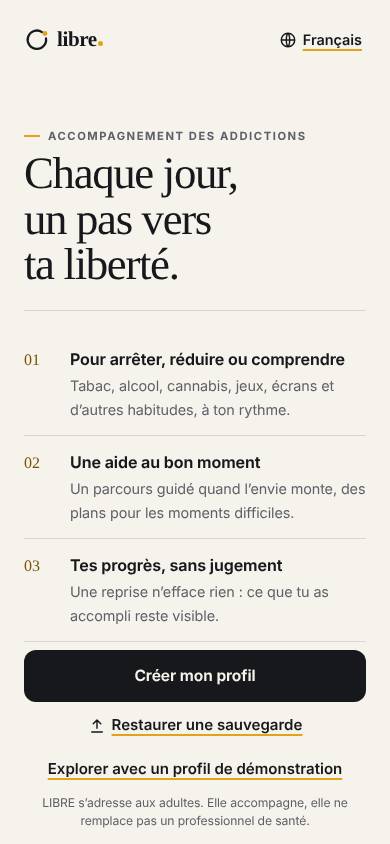 libre.
Français
ACCOMPAGNEMENT DES ADDICTIONS
Chaque jour,
un pas vers
ta liberté.
01
Pour arrêter, réduire ou comprendre
Tabac, alcool, cannabis, jeux, écrans et
d’autres habitudes, à ton rythme.
02
Une aide au bon moment
Un parcours guidé quand l’envie monte, des
plans pour les moments difficiles.
03
Tes progrès, sans jugement
Une reprise n’efface rien : ce que tu as
accompli reste visible.
Créer mon profil
Restaurer une sauvegarde
Explorer avec un profil de démonstration
LIBRE s’adresse aux adultes. Elle accompagne, elle ne
remplace pas un professionnel de santé.